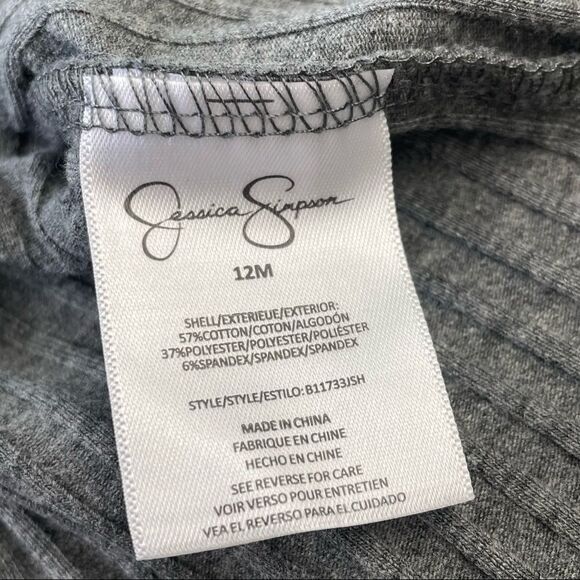 Jessica Simpson
12M
SHELL/EXTERIEUE/EXTERIOR:
57%COTTON/COTON/ALGODÓN
37%POLYESTER/POLYESTER/POLIÉSTER
6%SPANDEX/SPANDEX/SPANDEX
STYLE/STYLE/ESTILO:B11733JSH
MADE IN CHINA
FABRIQUE EN CHINE
HECHO EN CHINE
SEE REVERSE FOR CARE
VOIR VERSO POUR ENTRETIEN
VEA EL REVERSO PARA EL CUIDADO